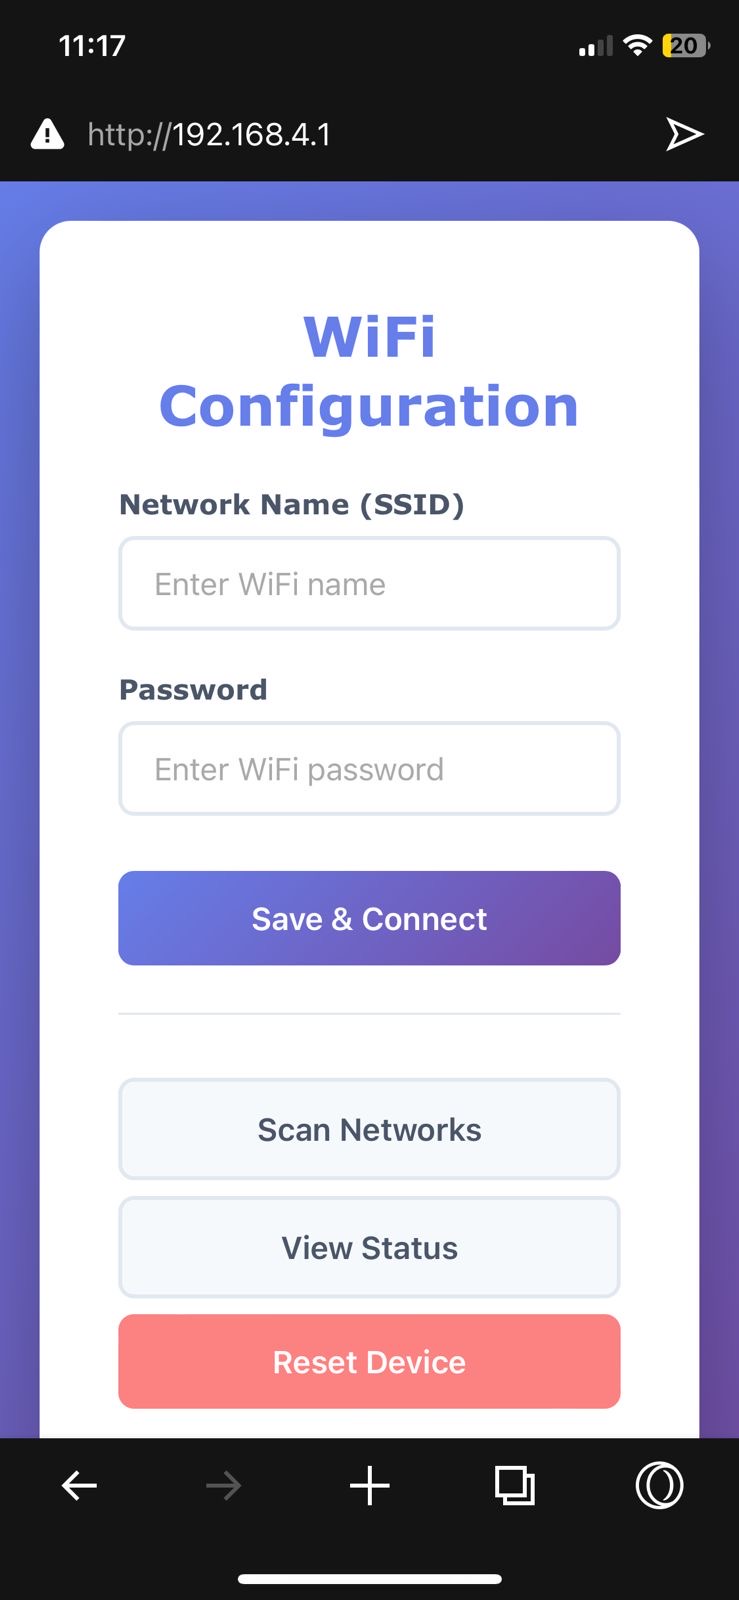 11:17
20
http://192.168.4.1
WiFi
Configuration
Network Name (SSID)
Enter WiFi name
Password
Enter WiFi password
Save & Connect
Scan Networks
View Status
Reset Device